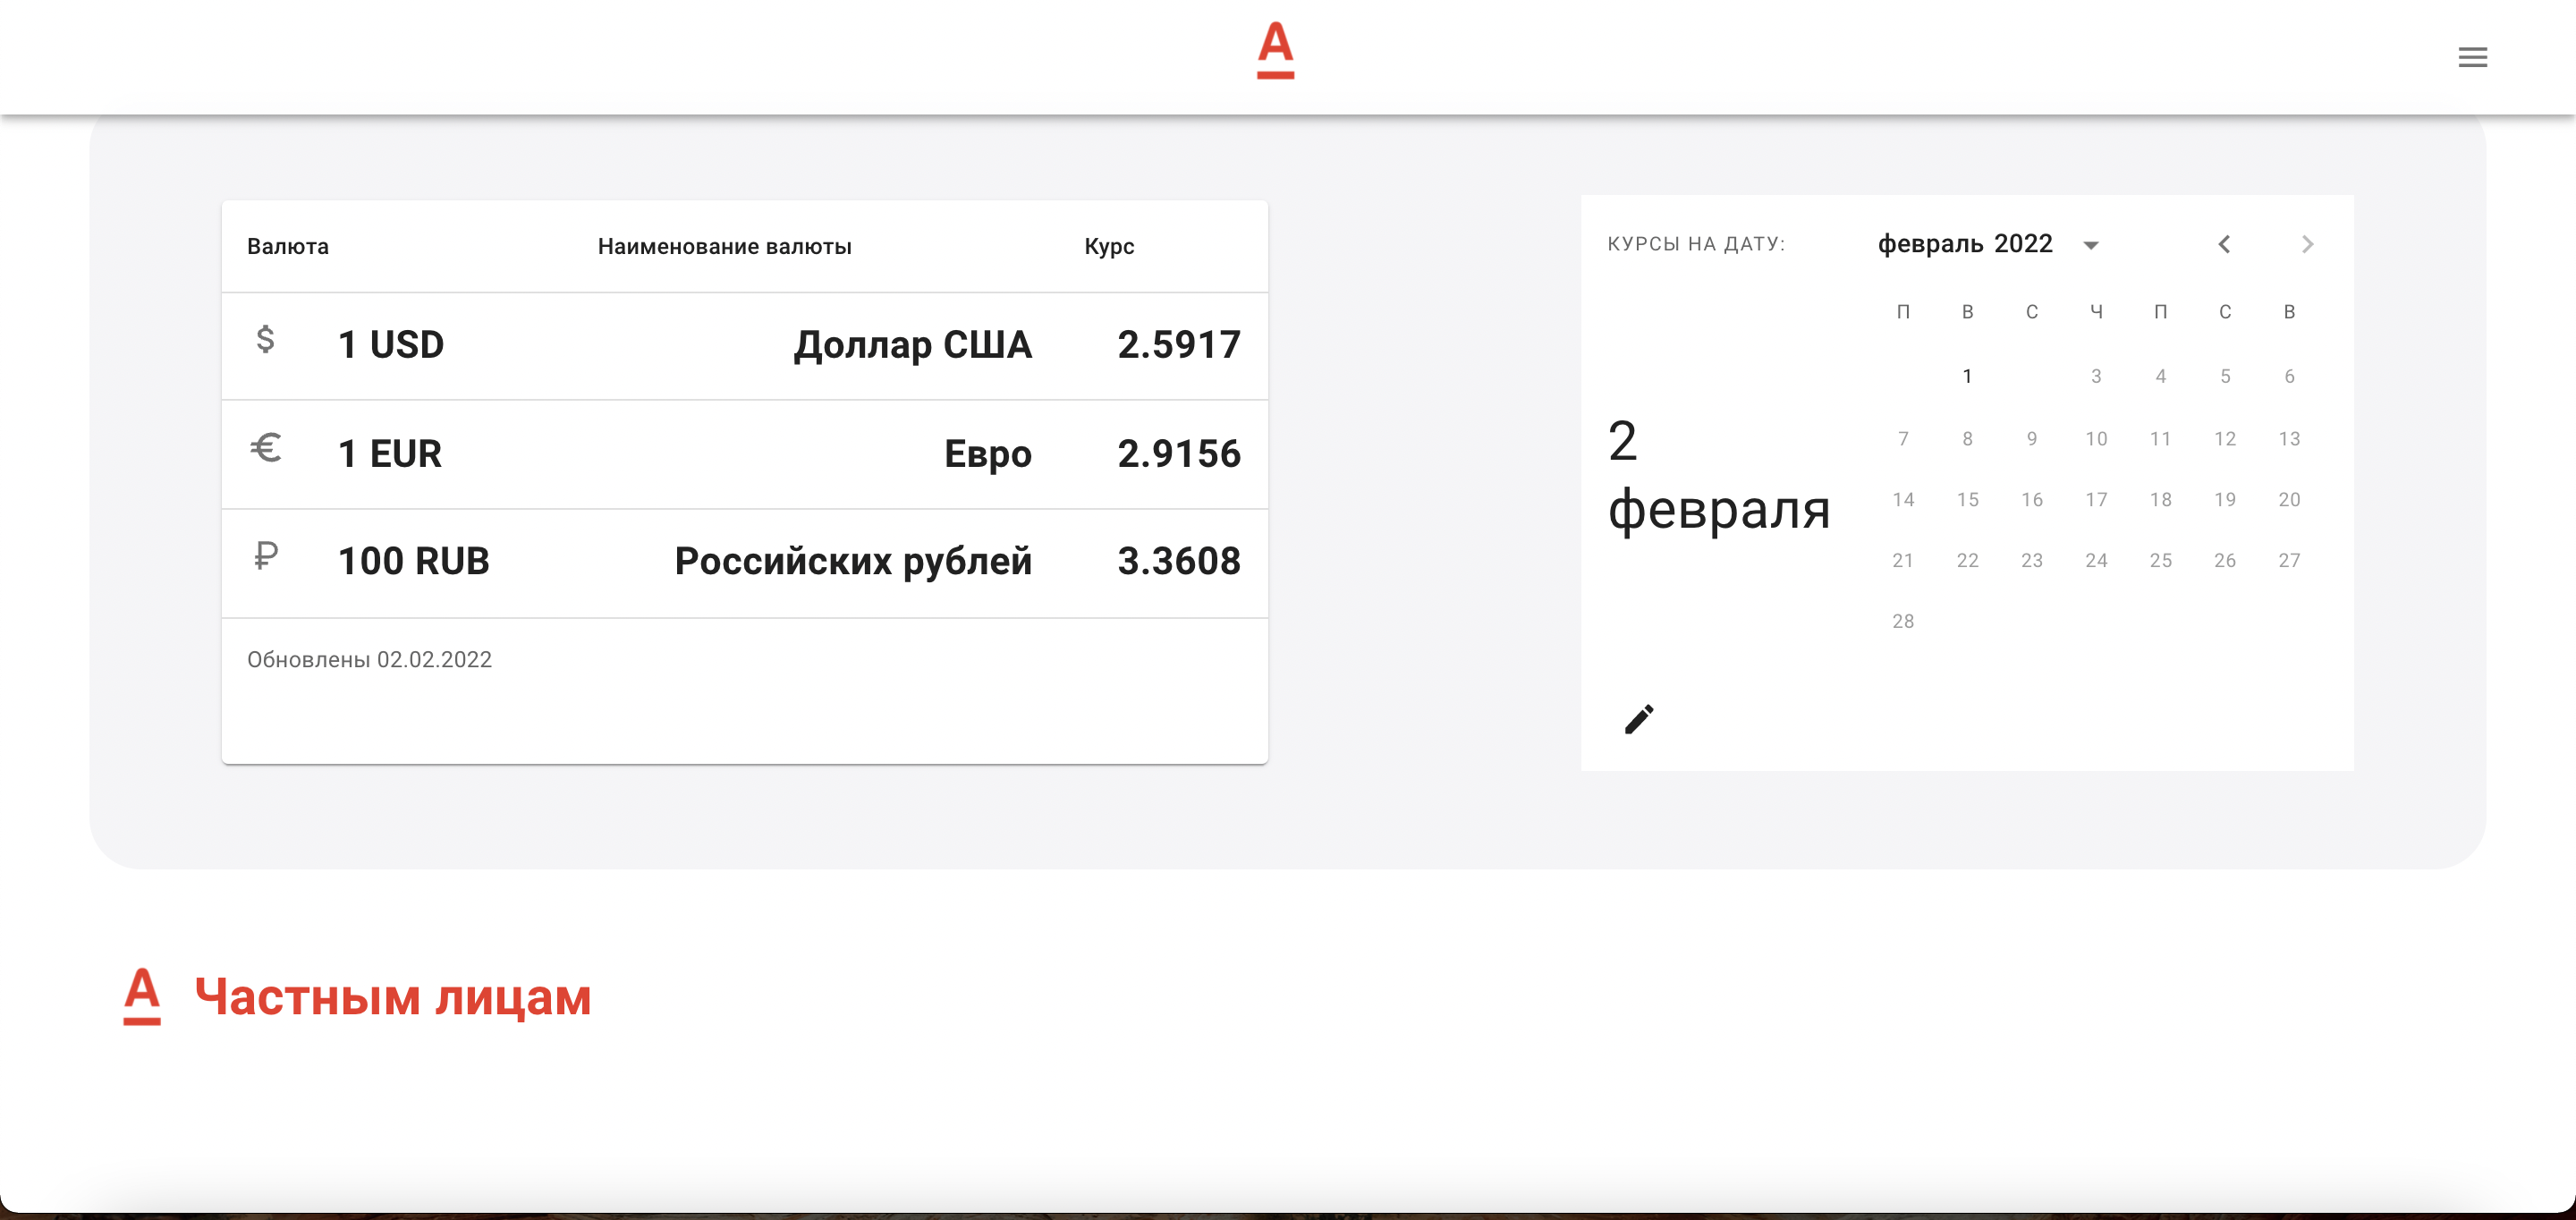 A
Валюта Наименование валюты Курс
$ 1 USD Доллар США 2.5917
€ 1 EUR Евро 2.9156
₽ 100 RUB Российских рублей 3.3608
Обновлены 02.02.2022
КУРСЫ НА ДАТУ:
2
февраля
февраль 2022
П В С Ч П С В
1 3 4 5 6
7 8 9 10 11 12 13
14 15 16 17 18 19 20
21 22 23 24 25 26 27
28
A Частным лицам